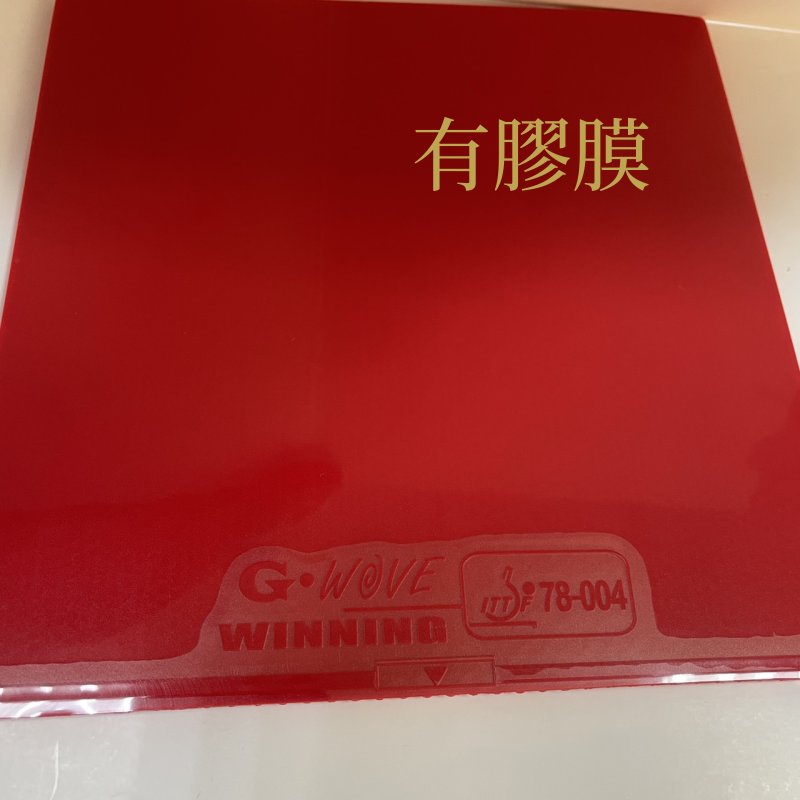 有膠膜
G·WAVE
WINNING
ITTF 78-004